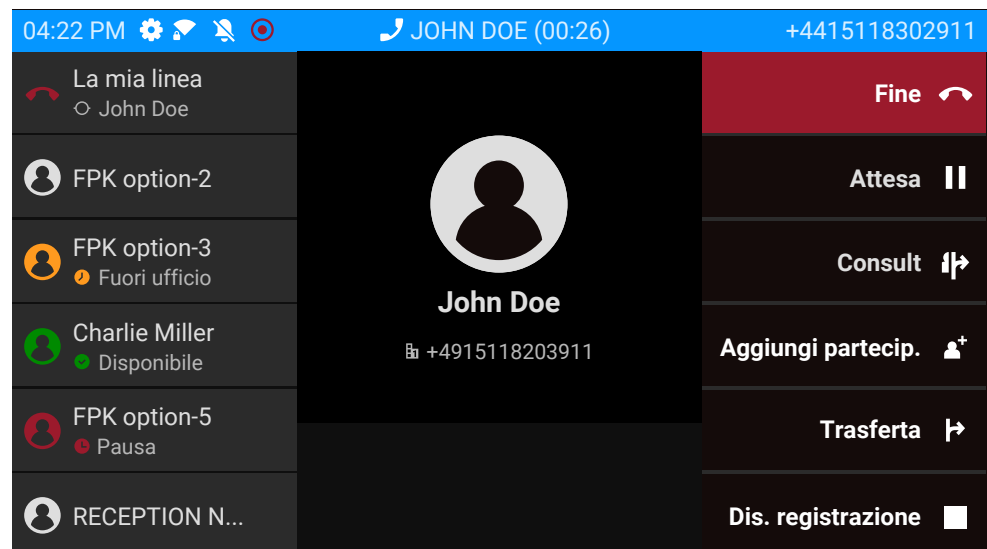 04:22 PM
JOHN DOE (00:26)
+4415118302911
La mia linea
John Doe
FPK option-2
FPK option-3
Fuori ufficio
Charlie Miller
Disponibile
FPK option-5
Pausa
RECEPTION N...
John Doe
+4915118203911
Fine
Attesa
Consult
Aggiungi partecip.
Trasferta
Dis. registrazione